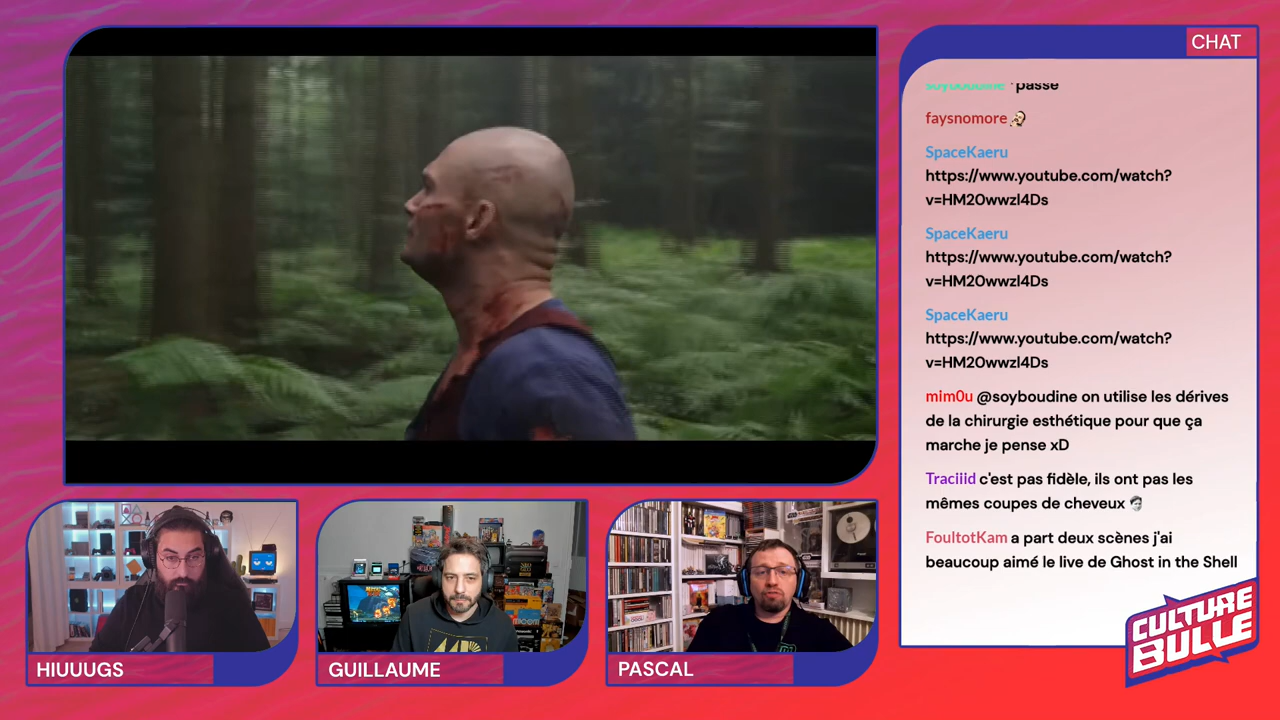 CHAT
soyboudine *passé
faysnomore
SpaceKaeru
https://www.youtube.com/watch?
v=HM2Owwzl4Ds
SpaceKaeru
https://www.youtube.com/watch?
v=HM2Owwzl4Ds
SpaceKaeru
https://www.youtube.com/watch?
v=HM2Owwzl4Ds
mim0u @soyboudine on utilise les dérives
de la chirurgie esthétique pour que ça
marche je pense xD
Traciiid c'est pas fidèle, ils ont pas les
mêmes coupes de cheveux
FoultotKam a part deux scènes j'ai
beaucoup aimé le live de Ghost in the Shell
CULTURE
BULLE
HIUUUGS
GUILLAUME
PASCAL